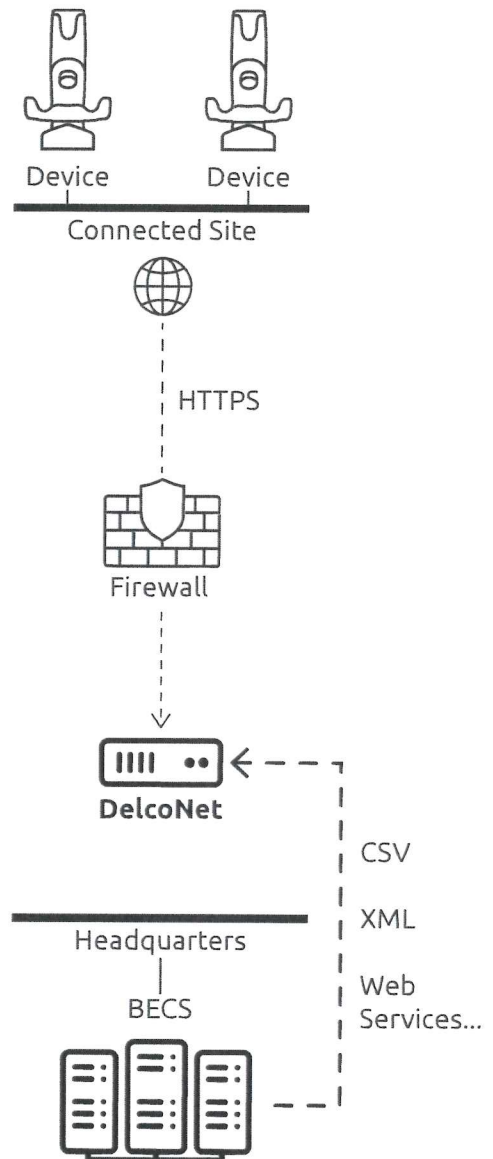 Device
Device
Connected Site
HTTPS
Firewall
DelcoNet
CSV
XML
Headquarters
Web
Services...
BECS